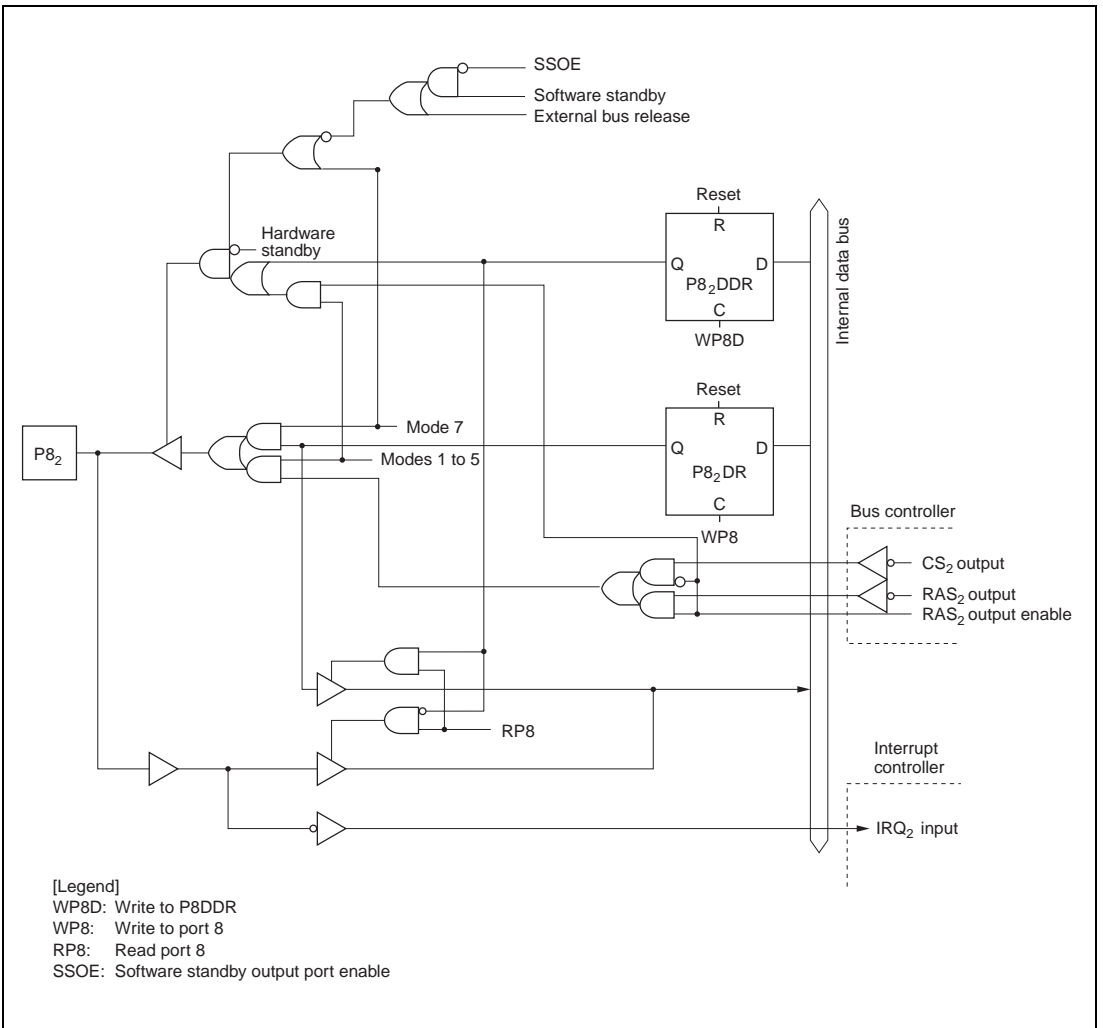 SSOE
Software standby
External bus release
Reset
R
Hardware
standby
Q
D
P8₂DDR
C
WP8D
Internal data bus
Reset
R
Mode 7
Q
D
P8₂
Modes 1 to 5
P8₂DR
C
WP8
Bus controller
CS₂ output
RAS₂ output
RAS₂ output enable
RP8
Interrupt
controller
IRQ₂ input
[Legend]
WP8D: Write to P8DDR
WP8: Write to port 8
RP8: Read port 8
SSOE: Software standby output port enable